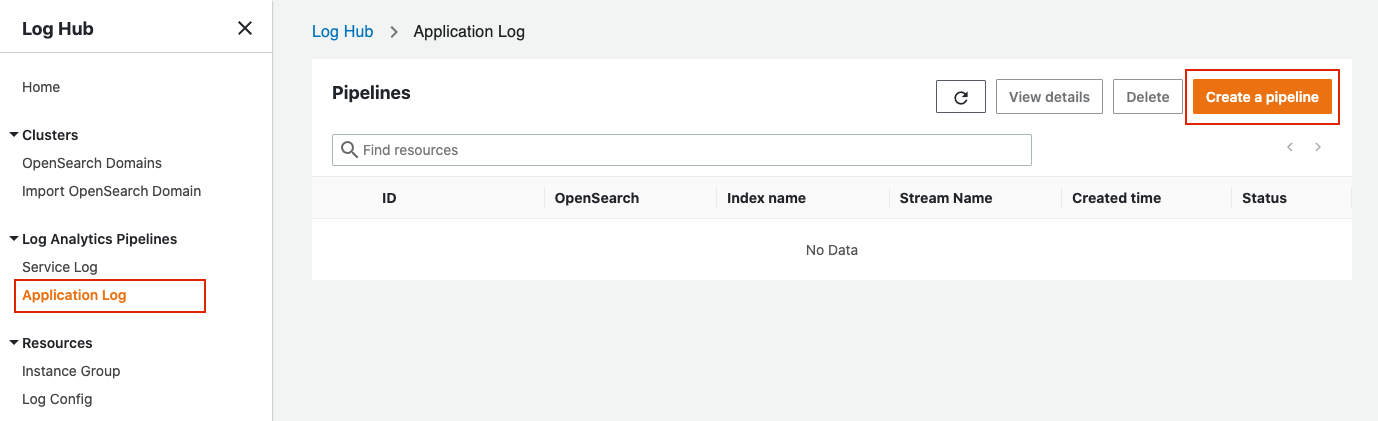 Log Hub
Home
Clusters
OpenSearch Domains
Import OpenSearch Domain
Log Analytics Pipelines
Service Log
Application Log
Resources
Instance Group
Log Config
Log Hub > Application Log
Pipelines
View details
Delete
Create a pipeline
Find resources
ID OpenSearch Index name Stream Name Created time Status
No Data